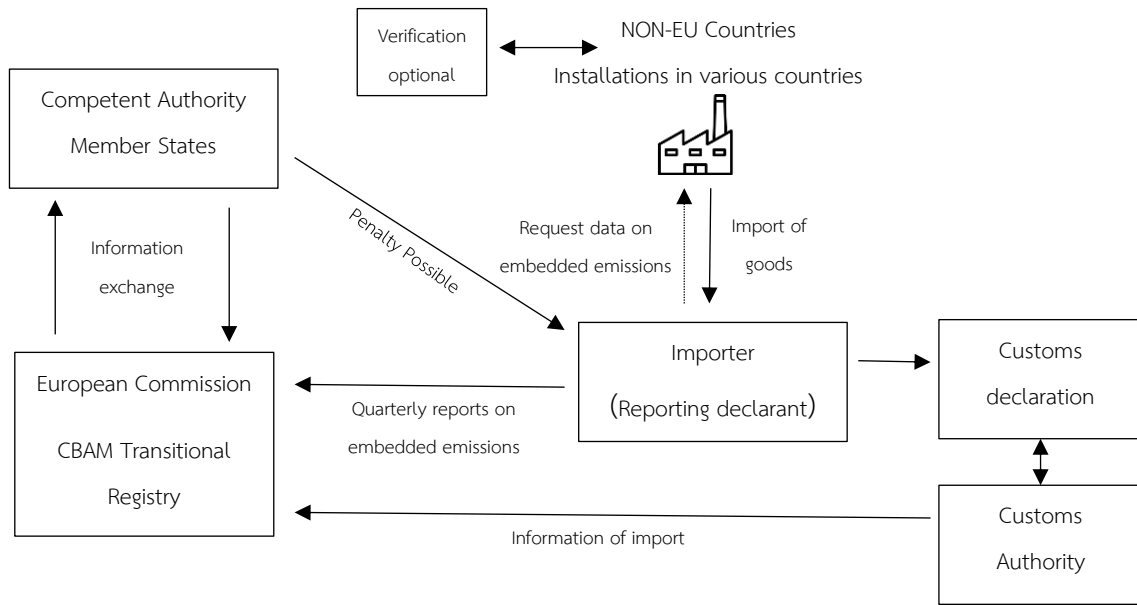 Verification
optional
NON-EU Countries
Installations in various countries
Competent Authority
Member States
Penalty Possible
Request data on
embedded emissions
Import of
goods
Information
exchange
European Commission
CBAM Transitional
Registry
Quarterly reports on
embedded emissions
Importer
(Reporting declarant)
Customs
declaration
Information of import
Customs
Authority